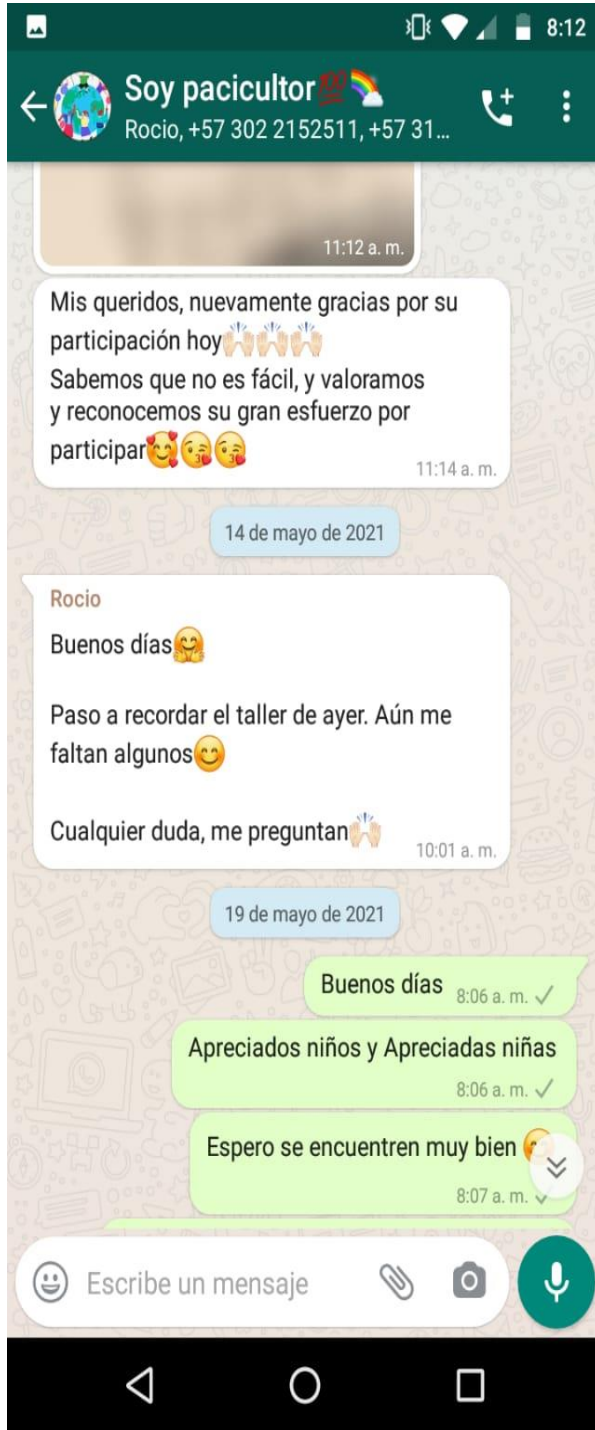 8:12
Soy pacicultor💯🌈
Rocio, +57 302 2152511, +57 31...
11:12 a. m.
Mis queridos, nuevamente gracias por su
participación hoy🙌🏻🙌🏻🙌🏻
Sabemos que no es fácil, y valoramos
y reconocemos su gran esfuerzo por
participar🥰😘😘
11:14 a. m.
14 de mayo de 2021
Rocio
Buenos días🤗
Paso a recordar el taller de ayer. Aún me
faltan algunos😊
Cualquier duda, me preguntan🙌🏻
10:01 a. m.
19 de mayo de 2021
Buenos días 8:06 a. m.
Apreciados niños y Apreciadas niñas
8:06 a. m.
Espero se encuentren muy bien
8:07 a. m.
Escribe un mensaje